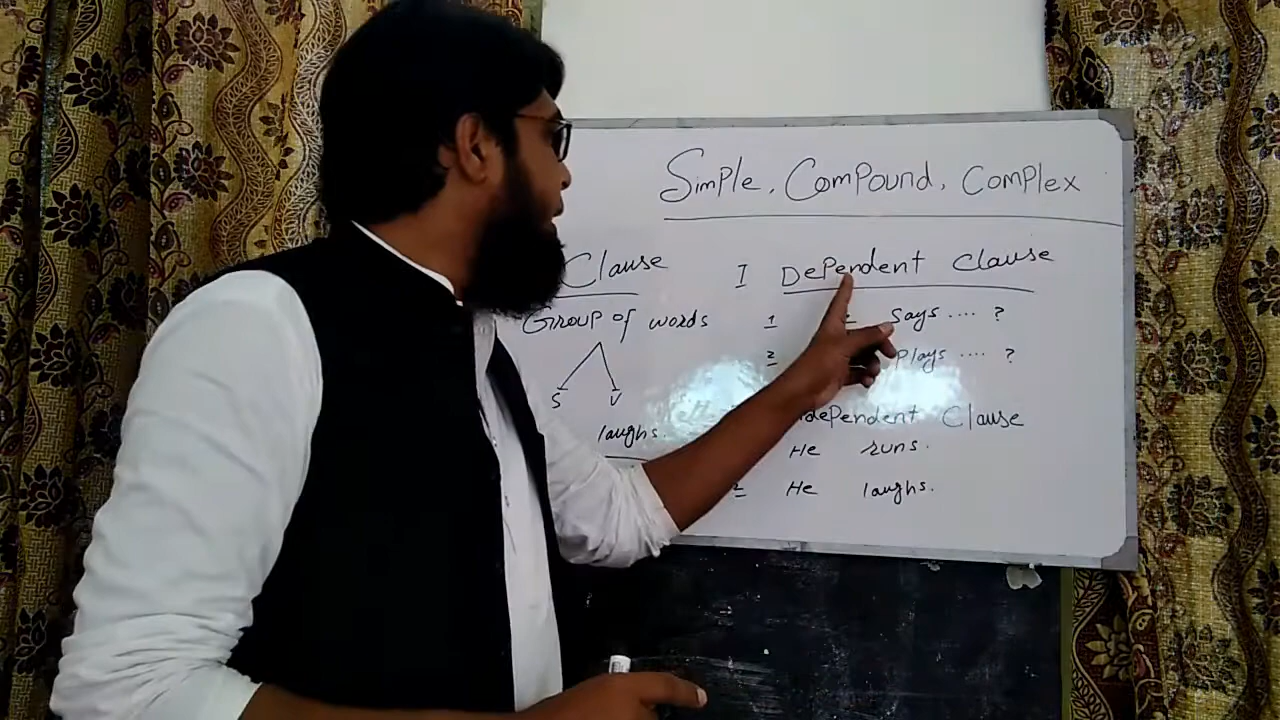 Simple, Compound, Complex
Clause
Group of words
S V
laughs.
I Dependent Clause
1 says .... ?
2 plays .... ?
Independent Clause
He runs.
2 He laughs.